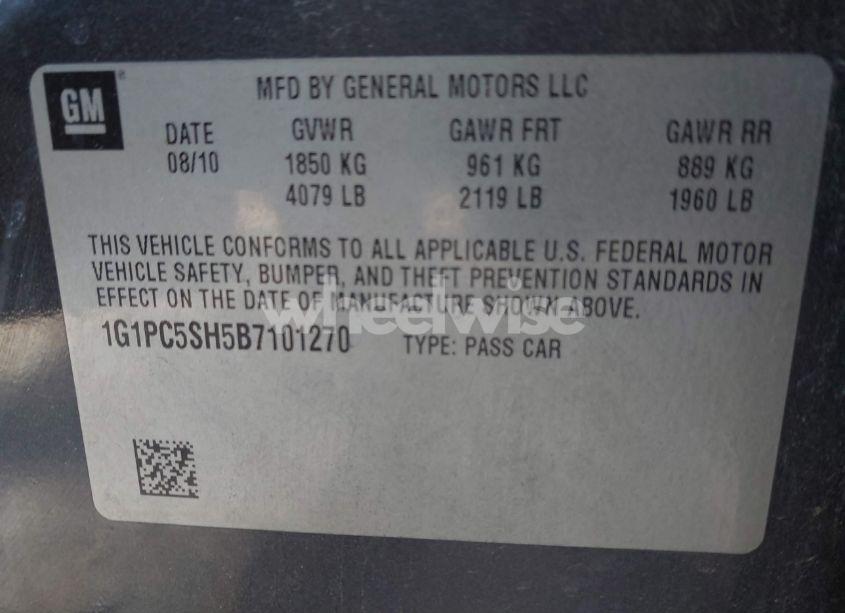 GM
MFD BY GENERAL MOTORS LLC
DATE GVWR GAWR FRT GAWR RR
08/10 1850 KG 961 KG 889 KG
4079 LB 2119 LB 1960 LB
THIS VEHICLE CONFORMS TO ALL APPLICABLE U.S. FEDERAL MOTOR
VEHICLE SAFETY, BUMPER, AND THEFT PREVENTION STANDARDS IN
EFFECT ON THE DATE OF MANUFACTURE SHOWN ABOVE.
wheelwise
1G1PC5SH5B7101270 TYPE: PASS CAR